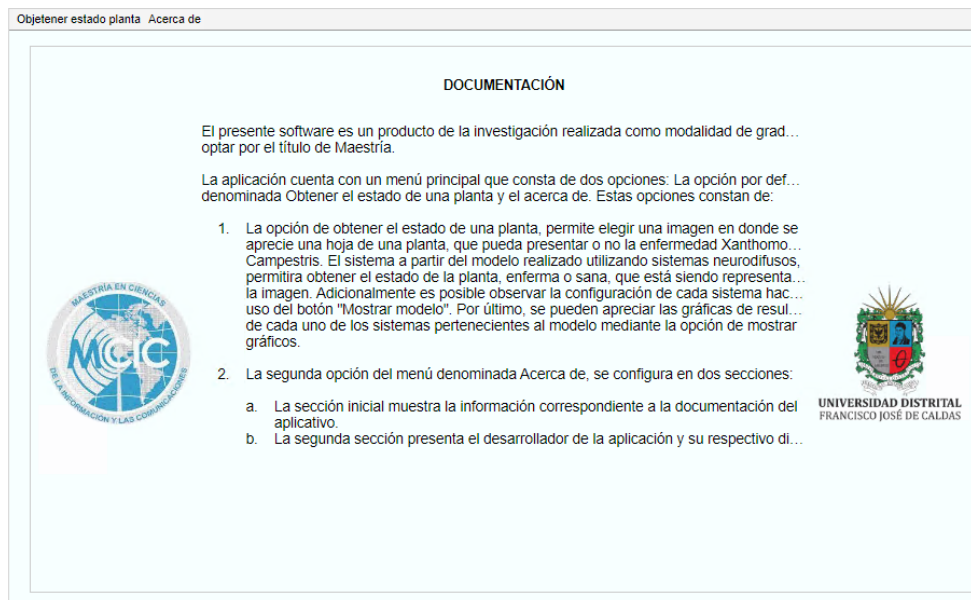 Objetener estado planta Acerca de
DOCUMENTACIÓN
El presente software es un producto de la investigación realizada como modalidad de grad...
optar por el título de Maestría.
La aplicación cuenta con un menú principal que consta de dos opciones: La opción por def...
denominada Obtener el estado de una planta y el acerca de. Estas opciones constan de:
1. La opción de obtener el estado de una planta, permite elegir una imagen en donde se
aprecie una hoja de una planta, que pueda presentar o no la enfermedad Xanthomo...
Campestris. El sistema a partir del modelo realizado utilizando sistemas neurodifusos,
permitira obtener el estado de la planta, enferma o sana, que está siendo representa...
la imagen. Adicionalmente es posible observar la configuración de cada sistema hac...
uso del botón "Mostrar modelo". Por último, se pueden apreciar las gráficas de resul...
de cada uno de los sistemas pertenecientes al modelo mediante la opción de mostrar
gráficos.
2. La segunda opción del menú denominada Acerca de, se configura en dos secciones:
a. La sección inicial muestra la información correspondiente a la documentación del
aplicativo.
b. La segunda sección presenta el desarrollador de la aplicación y su respectivo di...
MAESTRÍA EN CIENCIAS
MCIC
DE LA INFORMACIÓN Y LAS COMUNICACIONES
UNIVERSIDAD DISTRITAL
FRANCISCO JOSÉ DE CALDAS